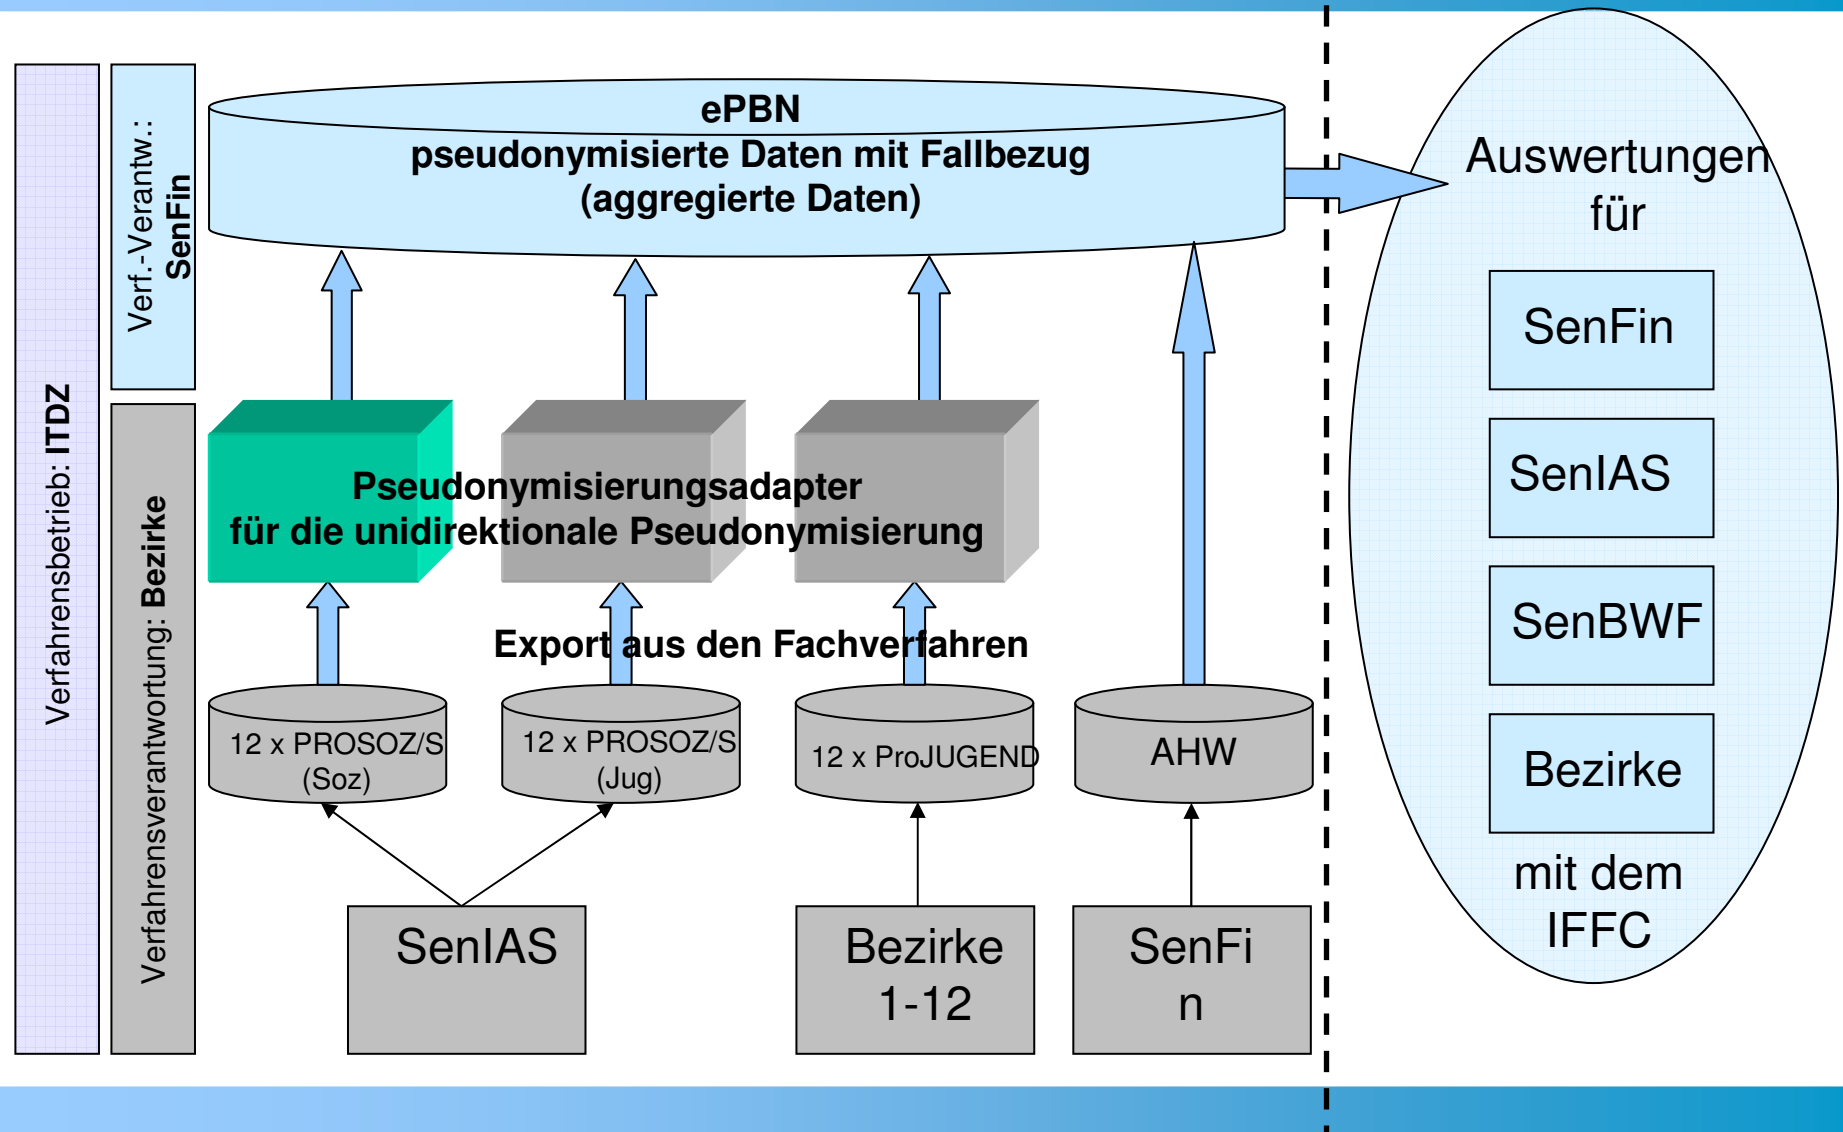 Verfahrensbetrieb: ITDZ
Verf.-Verantw.:
SenFin
Verfahrensverantwortung: Bezirke
ePBN
pseudonymisierte Daten mit Fallbezug
(aggregierte Daten)
Pseudonymisierungsadapter
für die unidirektionale Pseudonymisierung
Export aus den Fachverfahren
12 x PROSOZ/S
(Soz)
12 x PROSOZ/S
(Jug)
12 x ProJUGEND
AHW
SenIAS
Bezirke
1-12
SenFi
n
Auswertungen
für
SenFin
SenIAS
SenBWF
Bezirke
mit dem
IFFC